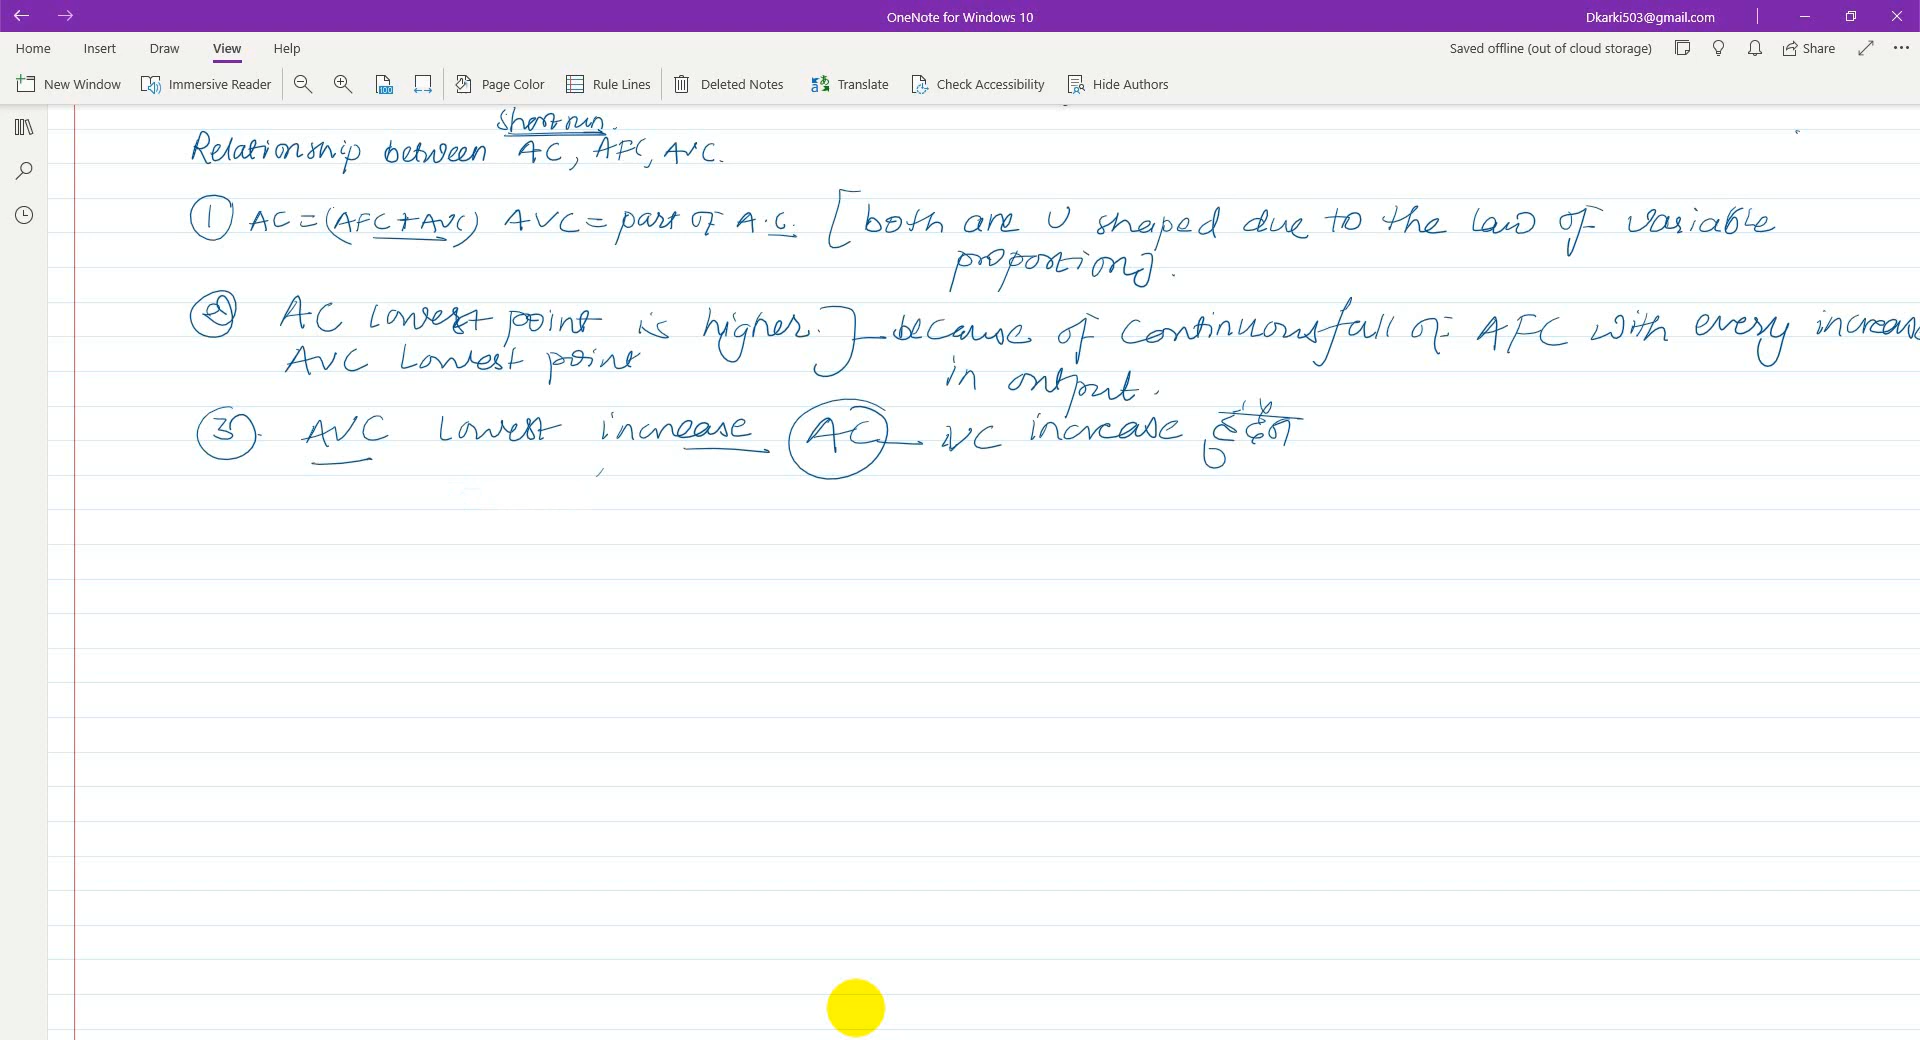 OneNote for Windows 10
Dkarki503@gmail.com
Home Insert Draw View Help
Saved offline (out of cloud storage) Share
New Window Immersive Reader Page Color Rule Lines Deleted Notes Translate Check Accessibility Hide Authors
Short run.
Relationship between AC, AFC, AVC.
① AC = (AFC + AVC) AVC = part of A.C. [both are U shaped due to the law of variable
proportion].
② AC Lowest point is higher. } because of continuous fall of AFC with every increase
AVC Lowest point in output.
③. AVC Lowest increase AC VC increase